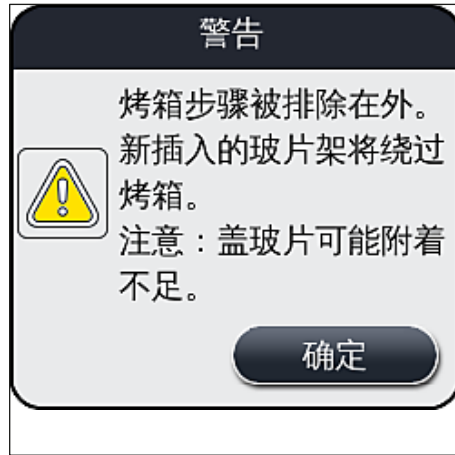 警告
烤箱步骤被排除在外。
新插入的玻片架将绕过
烤箱。
注意：盖玻片可能附着
不足。
确定